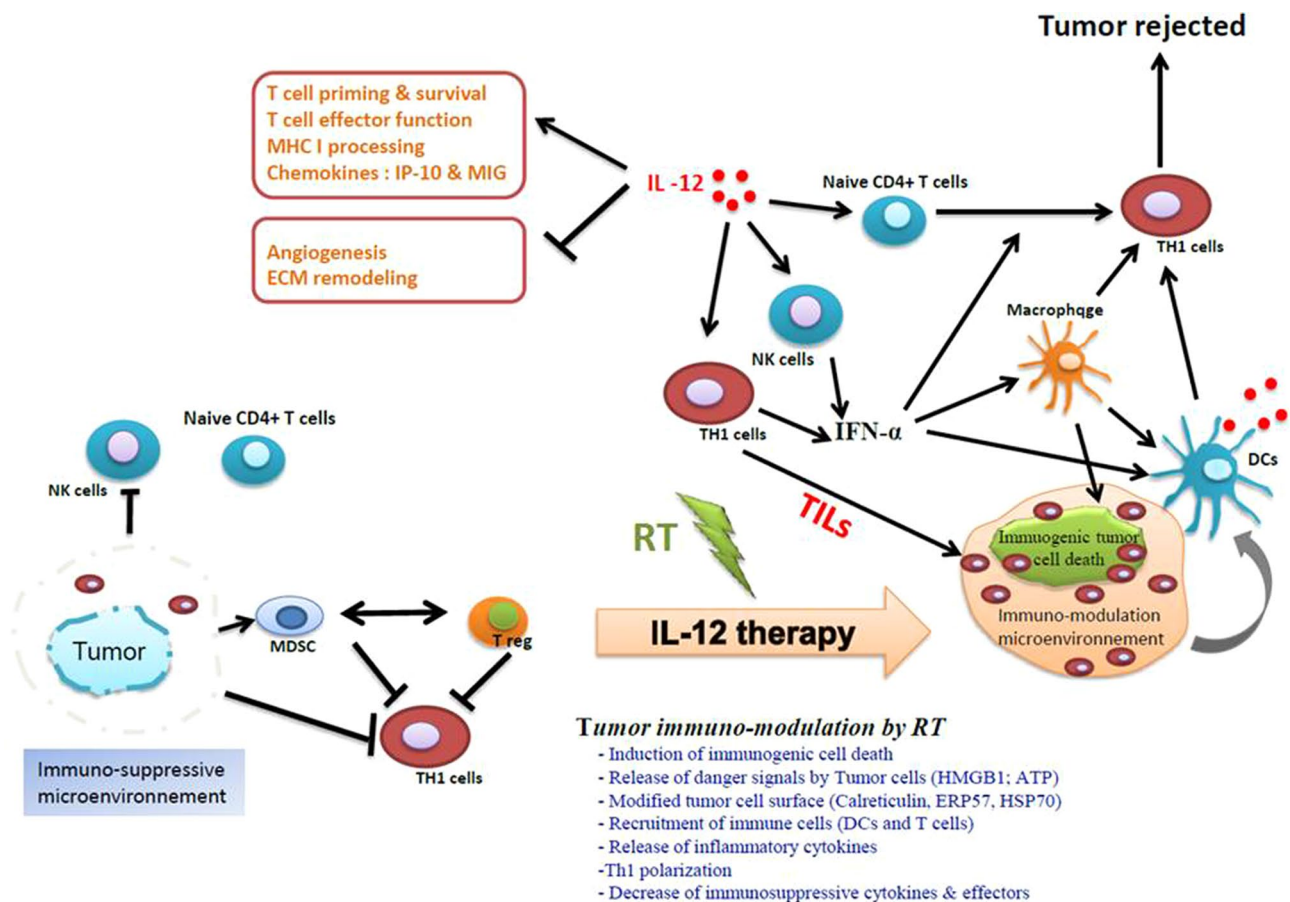 Tumor rejected
T cell priming & survival
T cell effector function
MHC I processing
Chemokines : IP-10 & MIG
IL -12
Naive CD4+ T cells
TH1 cells
Angiogenesis
ECM remodeling
NK cells
Macrophqge
TH1 cells
IFN-α
DCs
Naive CD4+ T cells
NK cells
RT
TILs
Immuogenic tumor
cell death
Immuno-modulation
microenvironnement
Tumor
MDSC
T reg
IL-12 therapy
TH1 cells
Immuno-suppressive
microenvironnement
Tumor immuno-modulation by RT
- Induction of immunogenic cell death
- Release of danger signals by Tumor cells (HMGB1; ATP)
- Modified tumor cell surface (Calreticulin, ERP57, HSP70)
- Recruitment of immune cells (DCs and T cells)
- Release of inflammatory cytokines
-Th1 polarization
- Decrease of immunosuppressive cytokines & effectors